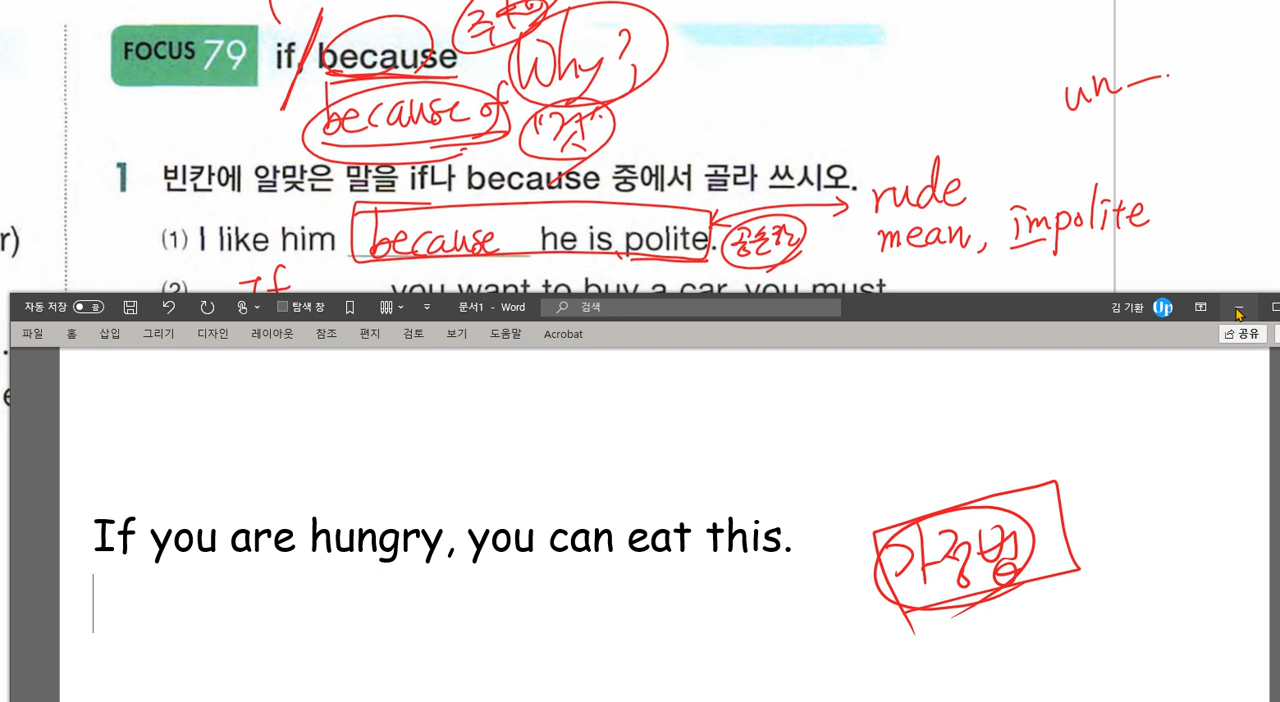 FOCUS 79 if, because
주+동
Why?
because of
"것"
un—
1 빈칸에 알맞은 말을 if나 because 중에서 골라 쓰시오.
rude
(1) I like him because he is polite. 공손한
mean, impolite
r)
(2) If you want to buy a car, you must
자동 저장 끔 탐색 창 문서1 - Word 검색 김 기환 Up
파일 홈 삽입 그리기 디자인 레이아웃 참조 편지 검토 보기 도움말 Acrobat 공유
If you are hungry, you can eat this.
가정법